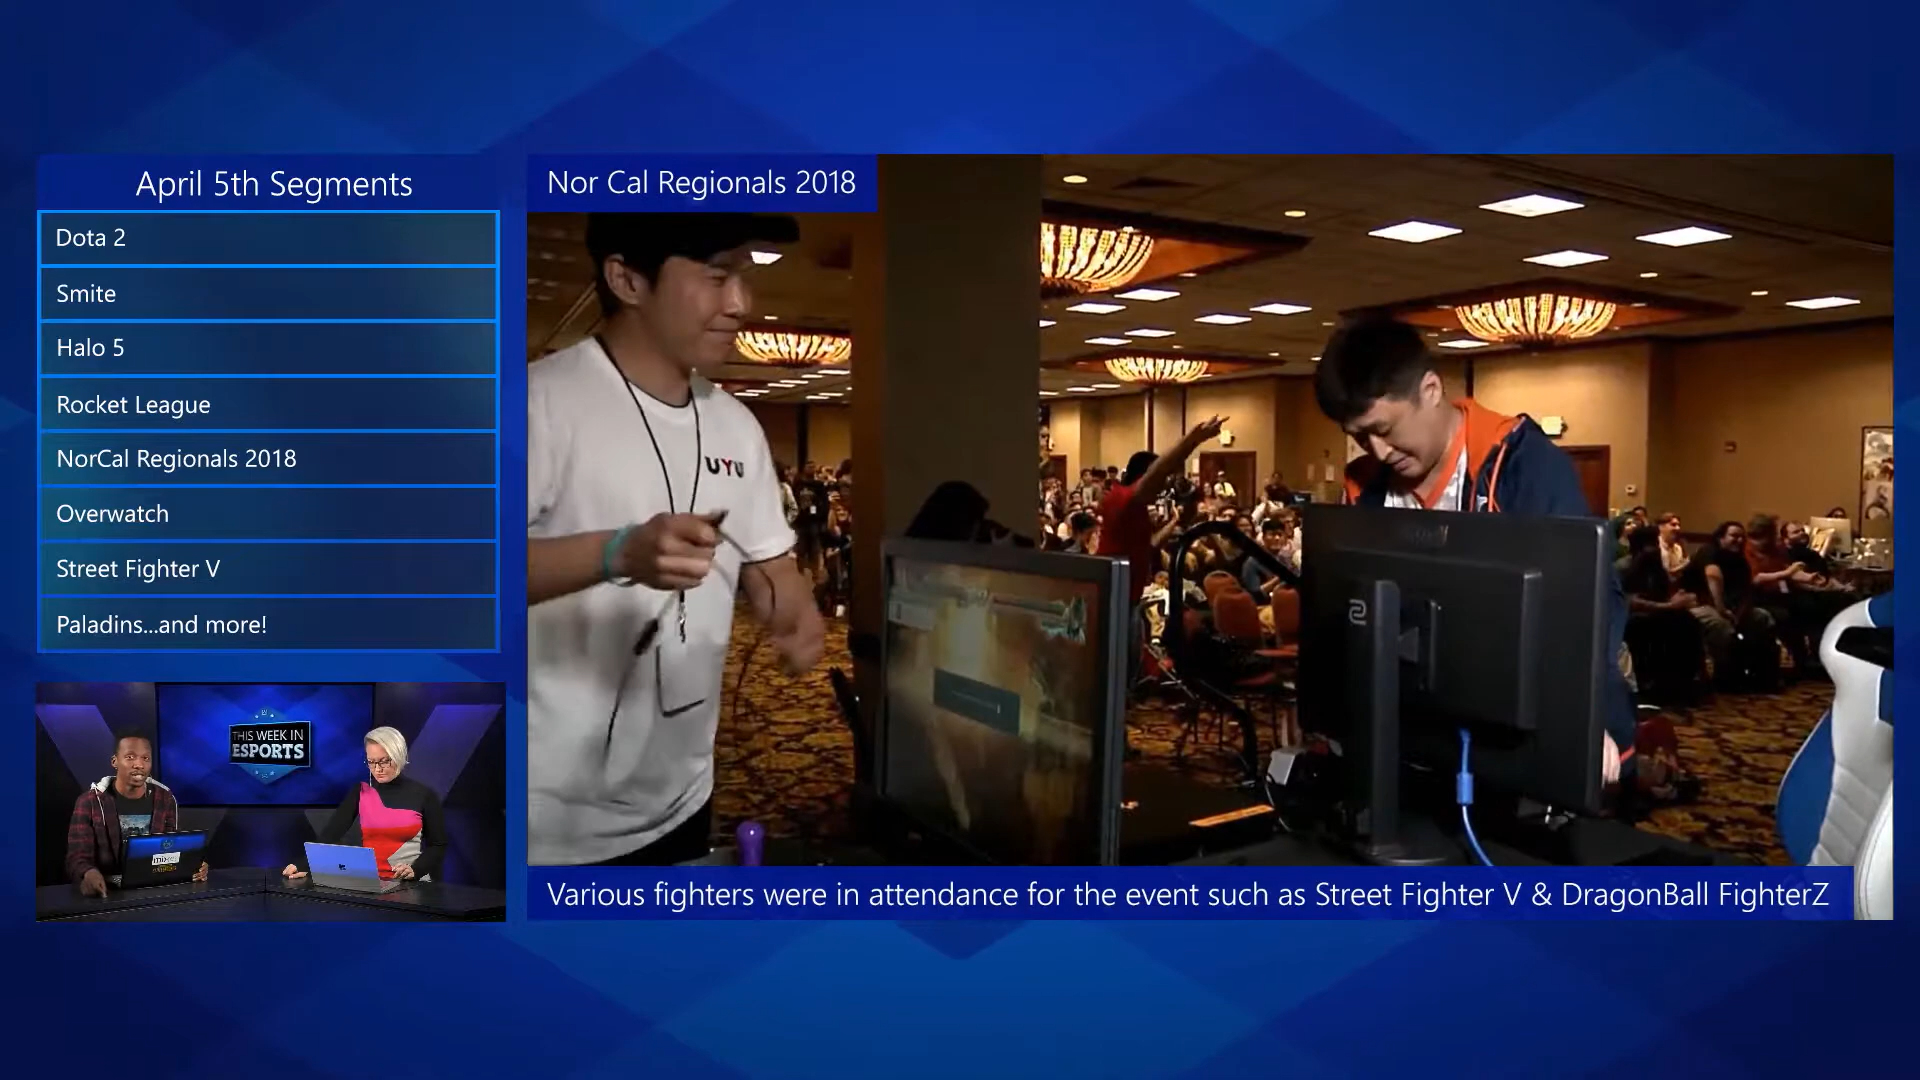 April 5th Segments
Dota 2
Smite
Halo 5
Rocket League
NorCal Regionals 2018
Overwatch
Street Fighter V
Paladins...and more!
Nor Cal Regionals 2018
UYU
THIS WEEK IN
ESPORTS
Various fighters were in attendance for the event such as Street Fighter V & DragonBall FighterZ